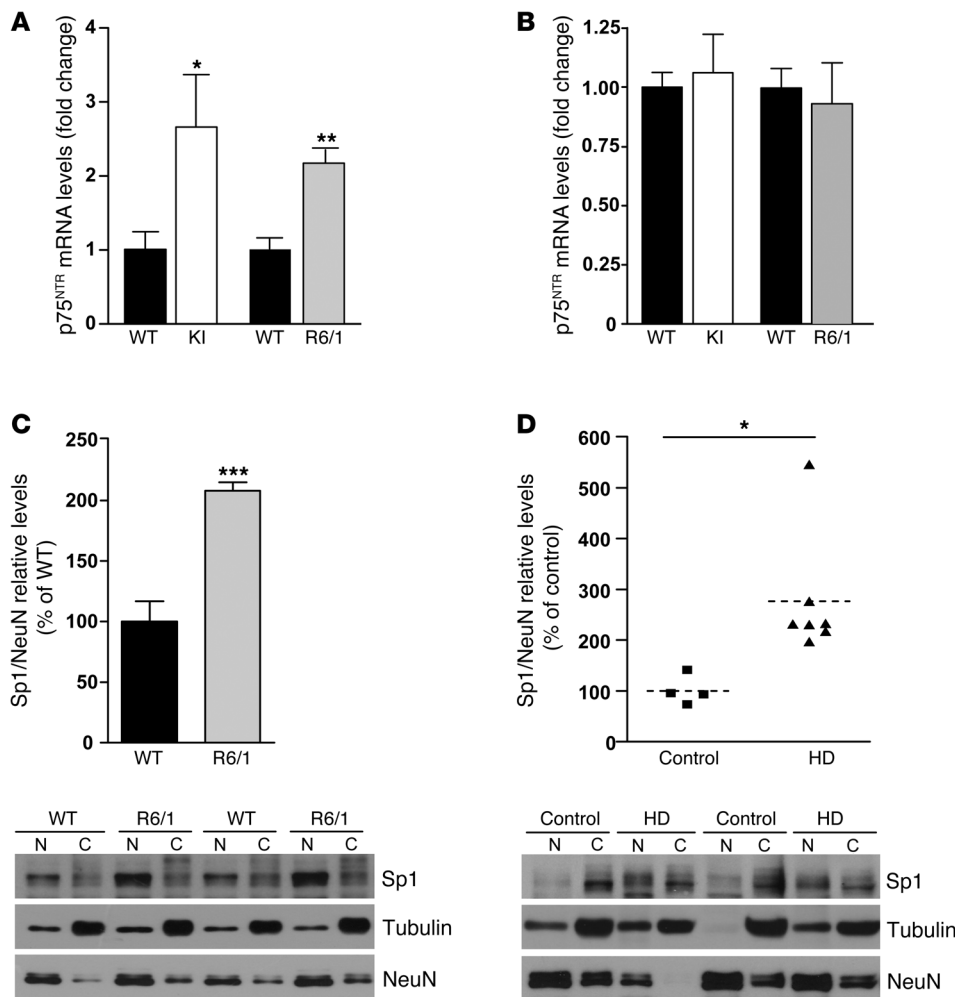 A
p75NTR mRNA levels (fold change)
4
3
2
1
0
*
**
WT KI WT R6/1
B
p75NTR mRNA levels (fold change)
1.25
1.00
0.75
0.50
0.25
0
WT KI WT R6/1
C
Sp1/NeuN relative levels
(% of WT)
250
200
150
100
50
0
***
WT R6/1
WT R6/1 WT R6/1
N C N C N C N C
Sp1
Tubulin
NeuN
D
Sp1/NeuN relative levels
(% of control)
600
500
400
300
200
100
0
*
Control HD
Control HD Control HD
N C N C N C N C
Sp1
Tubulin
NeuN